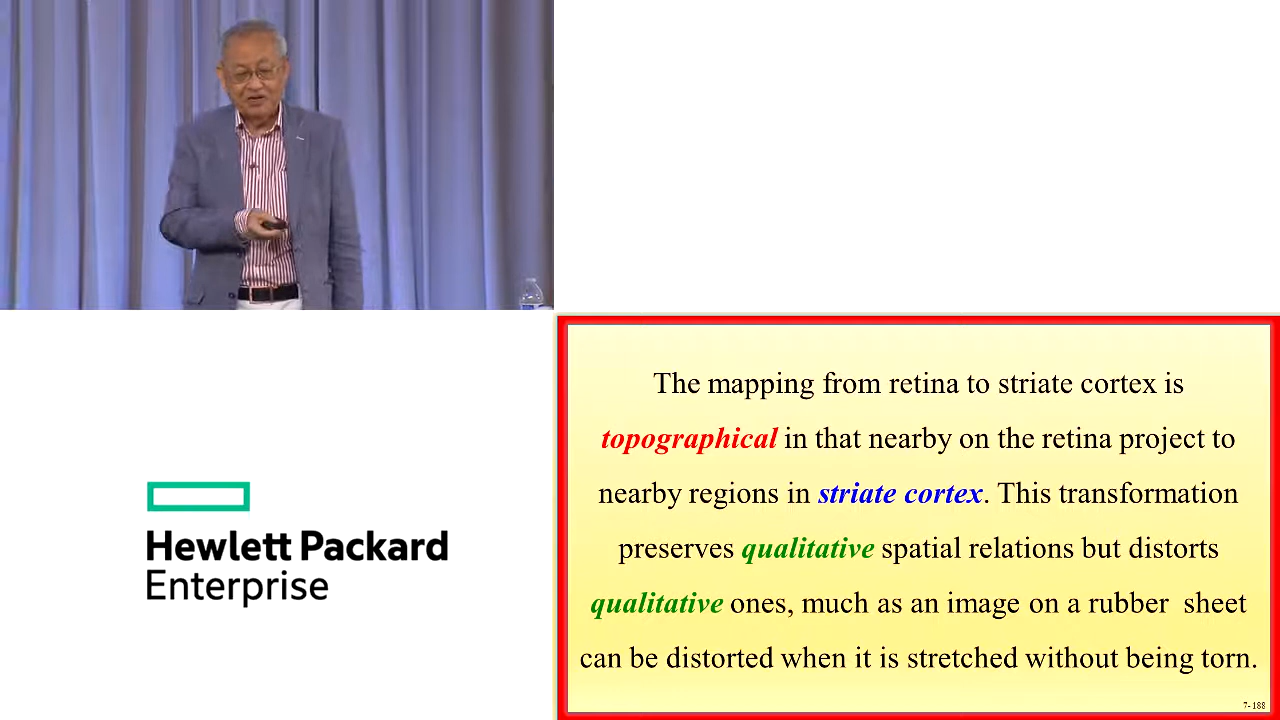 Hewlett Packard
Enterprise
The mapping from retina to striate cortex is
topographical in that nearby on the retina project to
nearby regions in striate cortex. This transformation
preserves qualitative spatial relations but distorts
qualitative ones, much as an image on a rubber sheet
can be distorted when it is stretched without being torn.
7-188